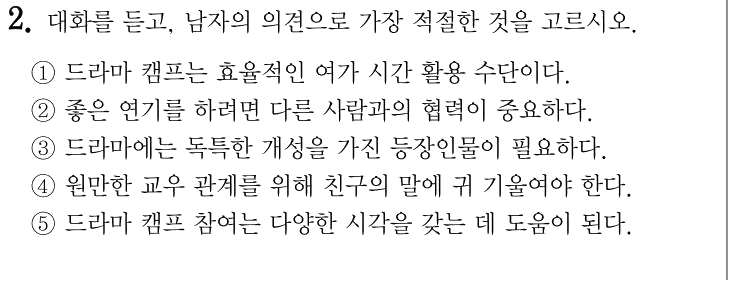 2. 대화를 듣고, 남자의 의견으로 가장 적절한 것을 고르시오.
① 드라마 캠프는 효율적인 여가 시간 활용 수단이다.
② 좋은 연기를 하려면 다른 사람과의 협력이 중요하다.
③ 드라마에는 독특한 개성을 가진 등장인물이 필요하다.
④ 원만한 교우 관계를 위해 친구의 말에 귀 기울여야 한다.
⑤ 드라마 캠프 참여는 다양한 시각을 갖는 데 도움이 된다.